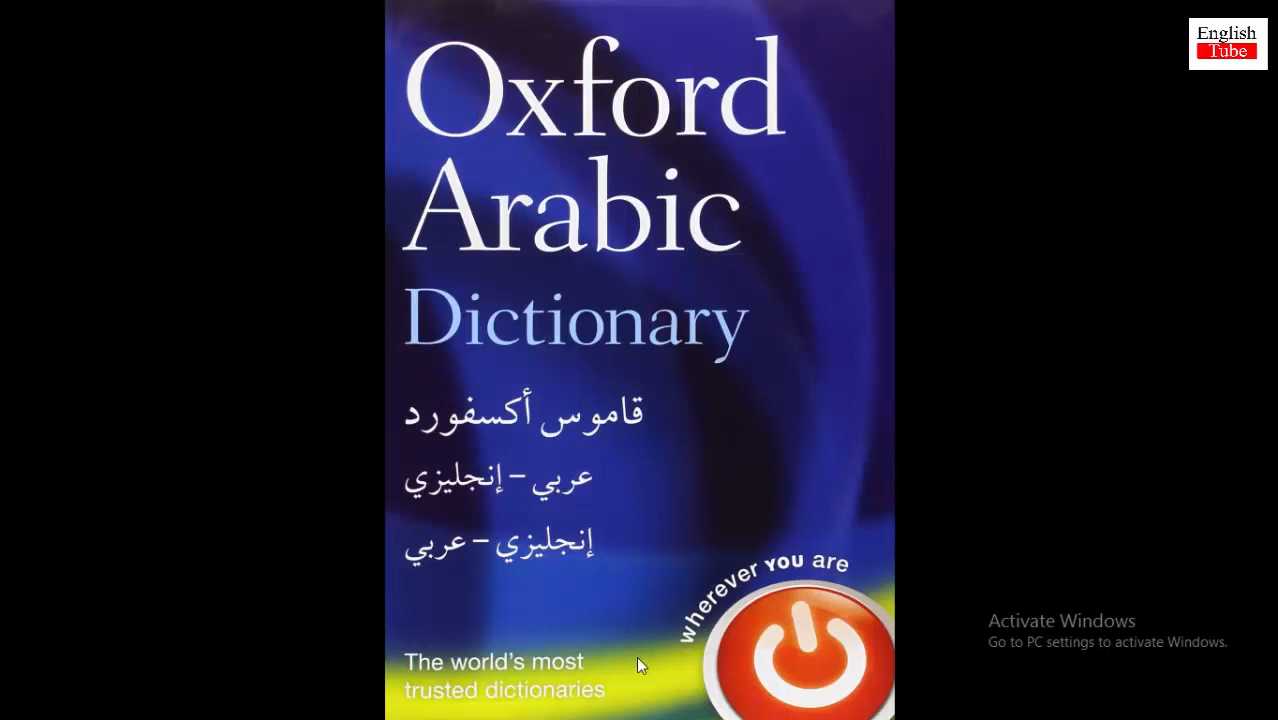 English
Tube
Oxford
Arabic
Dictionary
قاموس أكسفورد
عربي – إنجليزي
إنجليزي – عربي
wherever YOU are
The world's most
trusted dictionaries
Activate Windows
Go to PC settings to activate Windows.